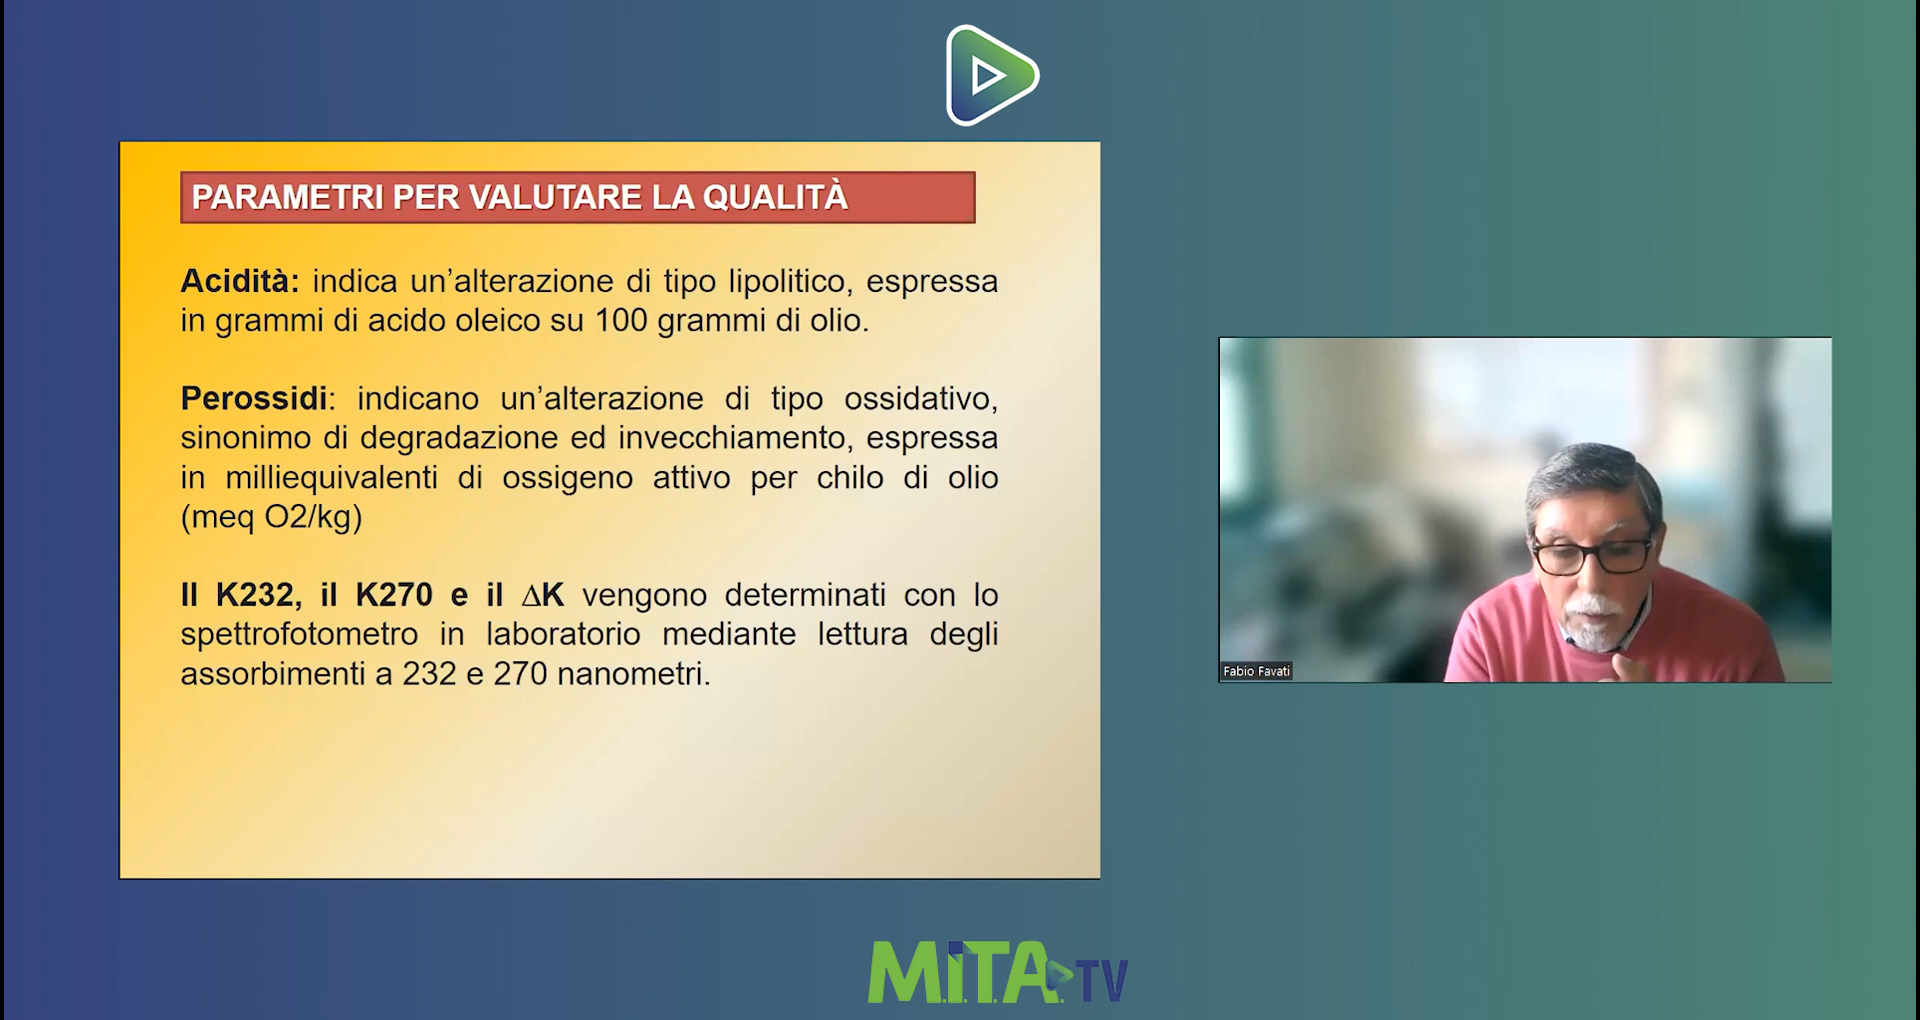 PARAMETRI PER VALUTARE LA QUALITÀ
Acidità: indica un’alterazione di tipo lipolitico, espressa
in grammi di acido oleico su 100 grammi di olio.
Perossidi: indicano un’alterazione di tipo ossidativo,
sinonimo di degradazione ed invecchiamento, espressa
in milliequivalenti di ossigeno attivo per chilo di olio
(meq O2/kg)
Il K232, il K270 e il ∆K vengono determinati con lo
spettrofotometro in laboratorio mediante lettura degli
assorbimenti a 232 e 270 nanometri.
Fabio Favati
M.I.T.A. TV